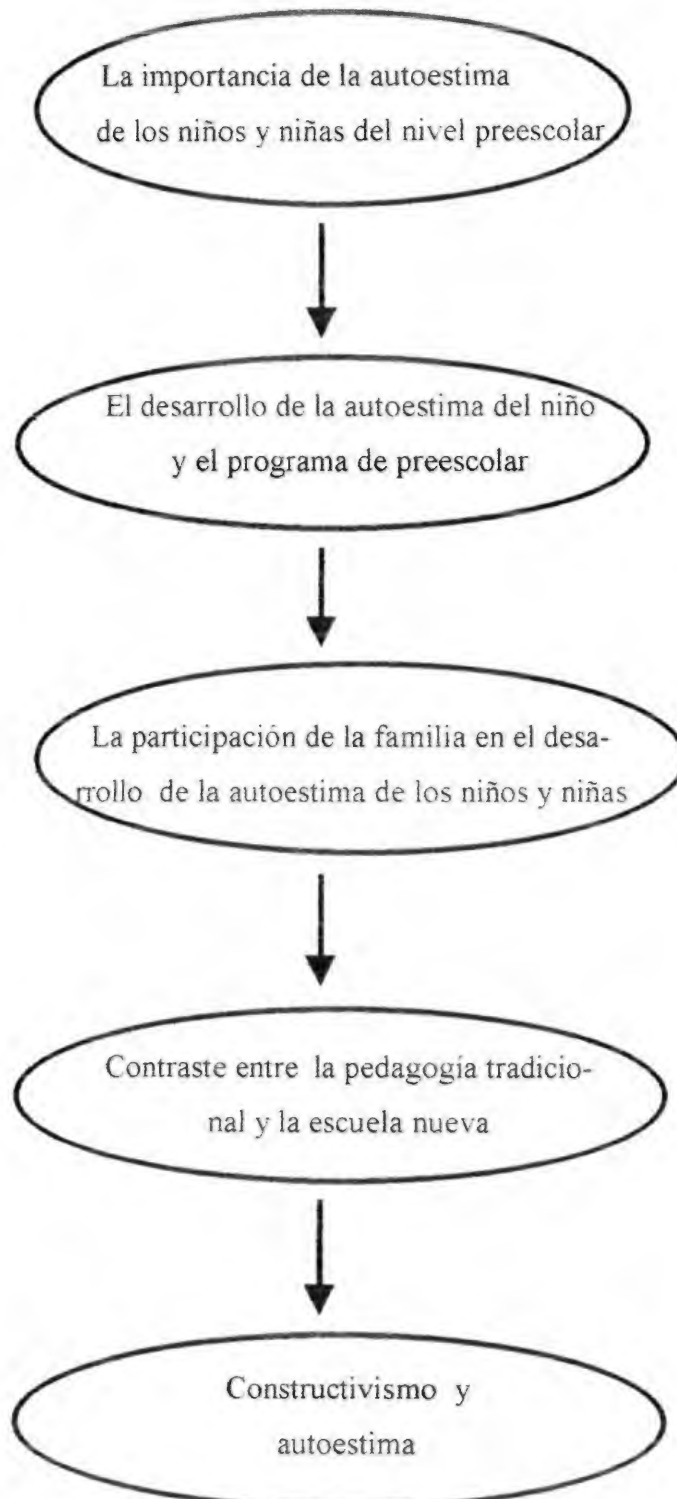 La importancia de la autoestima
de los niños y niñas del nivel preescolar
El desarrollo de la autoestima del niño
y el programa de preescolar
La participación de la familia en el desa-
rrollo de la autoestima de los niños y niñas
Contraste entre la pedagogía tradicio-
nal y la escuela nueva
Constructivismo y
autoestima